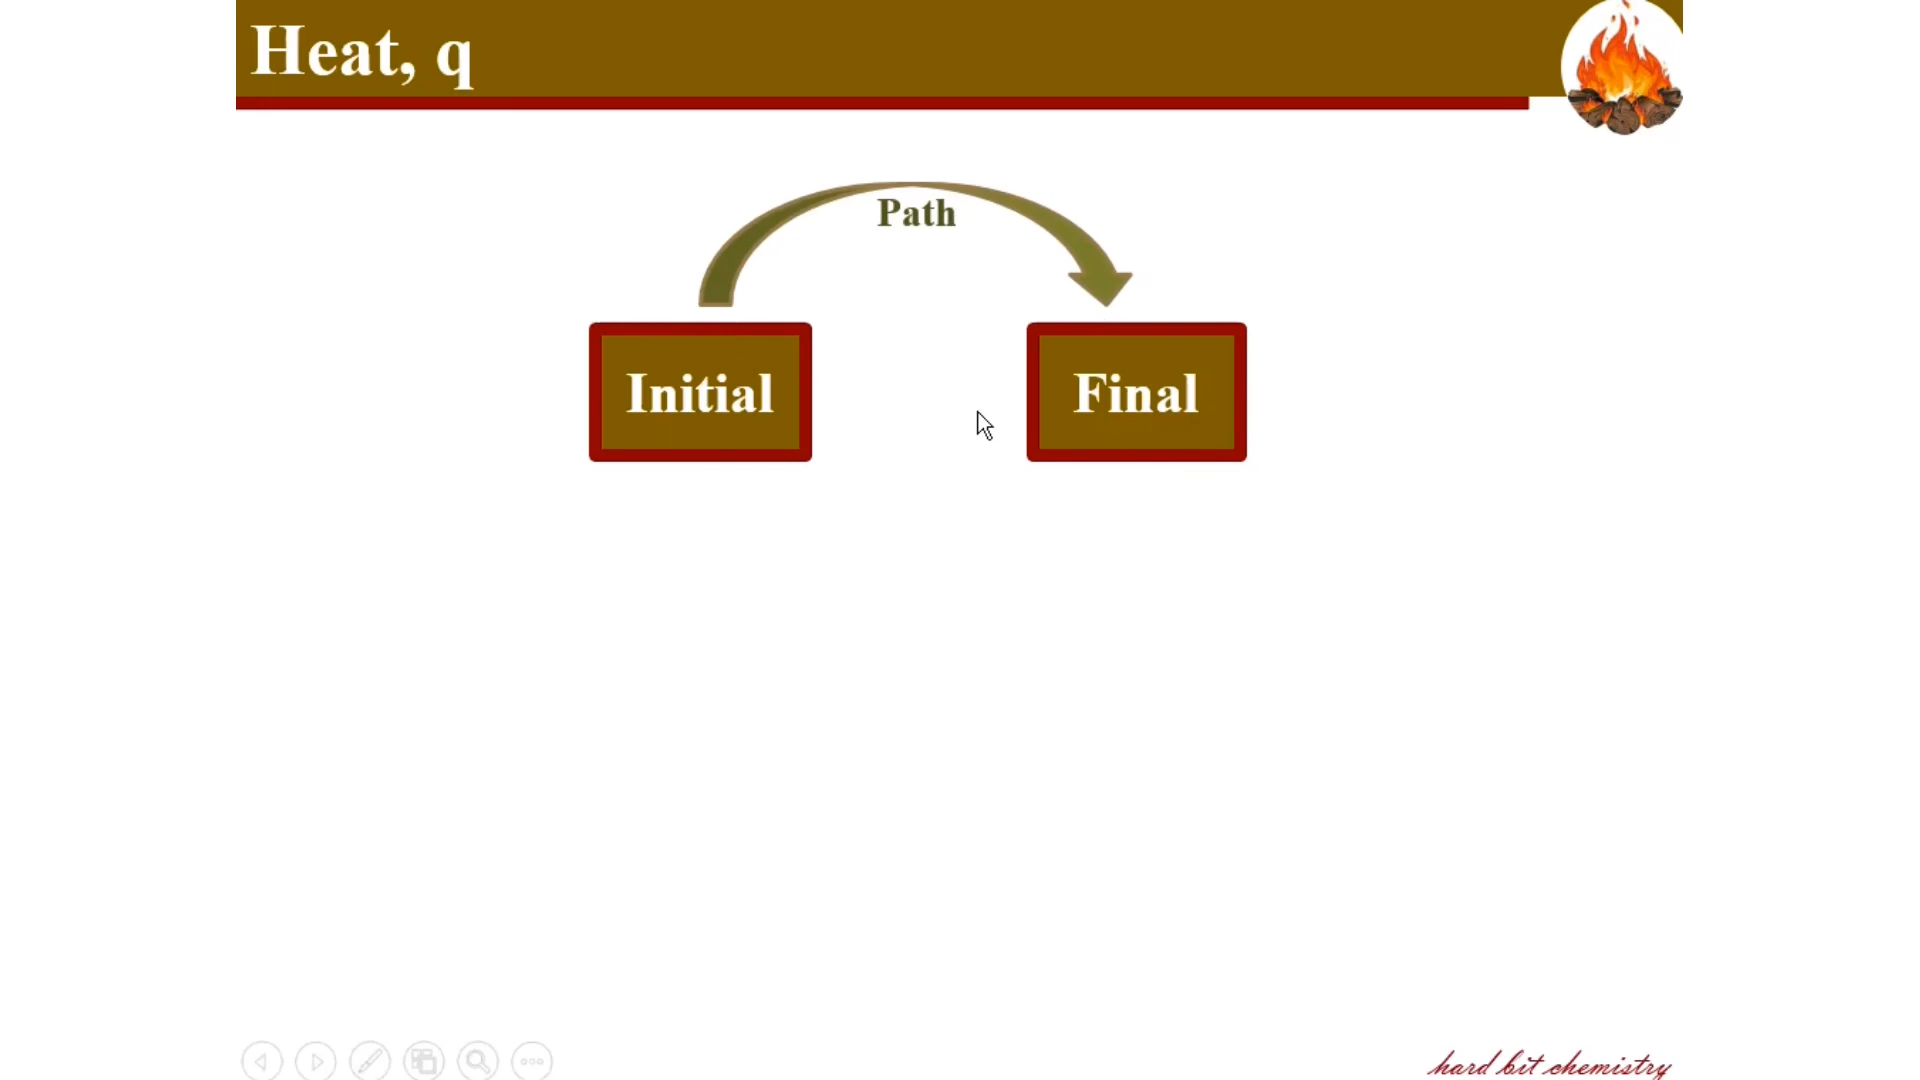 Heat, q
Path
Initial
Final
hard bit chemistry